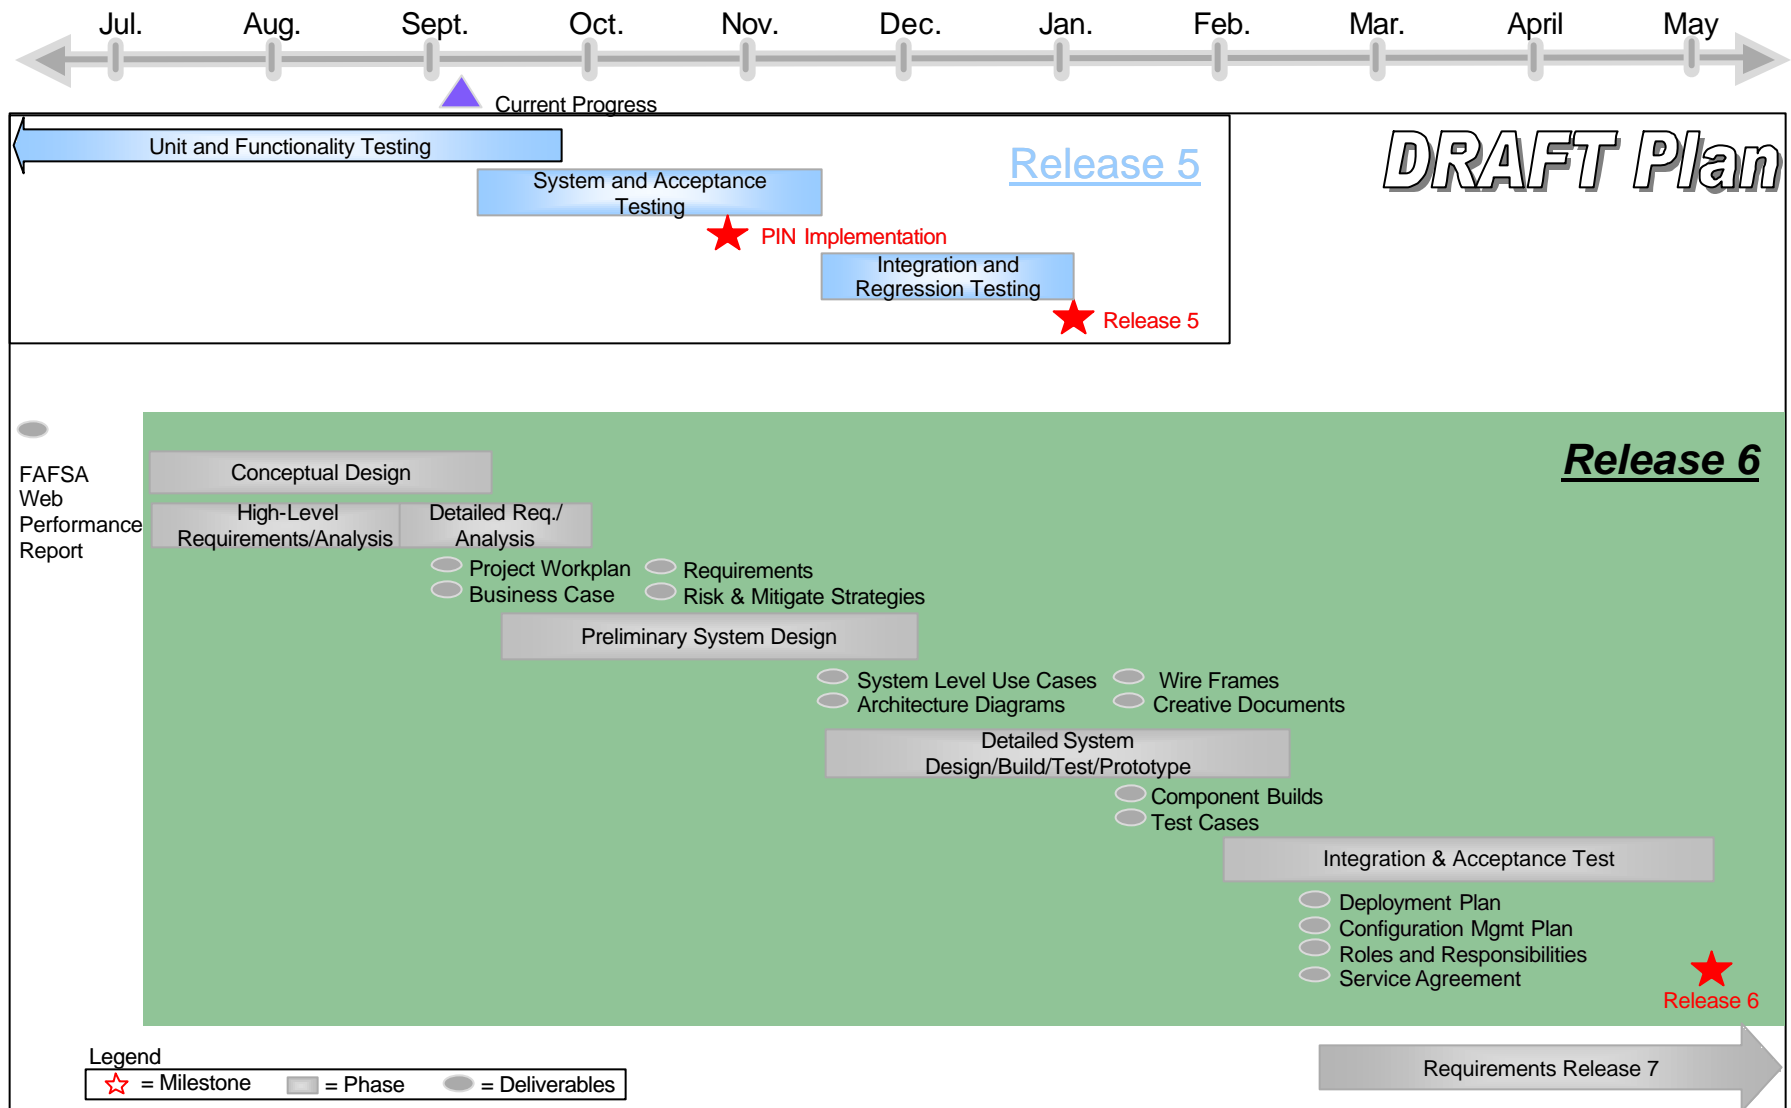 Jul. Aug. Sept. Oct. Nov. Dec. Jan. Feb. Mar. April May
Current Progress
Unit and Functionality Testing
Release 5
DRAFT Plan
System and Acceptance
Testing
PIN Implementation
Integration and
Regression Testing
Release 5
FAFSA
Web
Performance
Report
Release 6
Conceptual Design
High-Level
Requirements/Analysis
Detailed Req./
Analysis
Project Workplan
Business Case
Requirements
Risk & Mitigate Strategies
Preliminary System Design
System Level Use Cases
Architecture Diagrams
Wire Frames
Creative Documents
Detailed System
Design/Build/Test/Prototype
Component Builds
Test Cases
Integration & Acceptance Test
Deployment Plan
Configuration Mgmt Plan
Roles and Responsibilities
Service Agreement
Release 6
Requirements Release 7
Legend
= Milestone = Phase = Deliverables